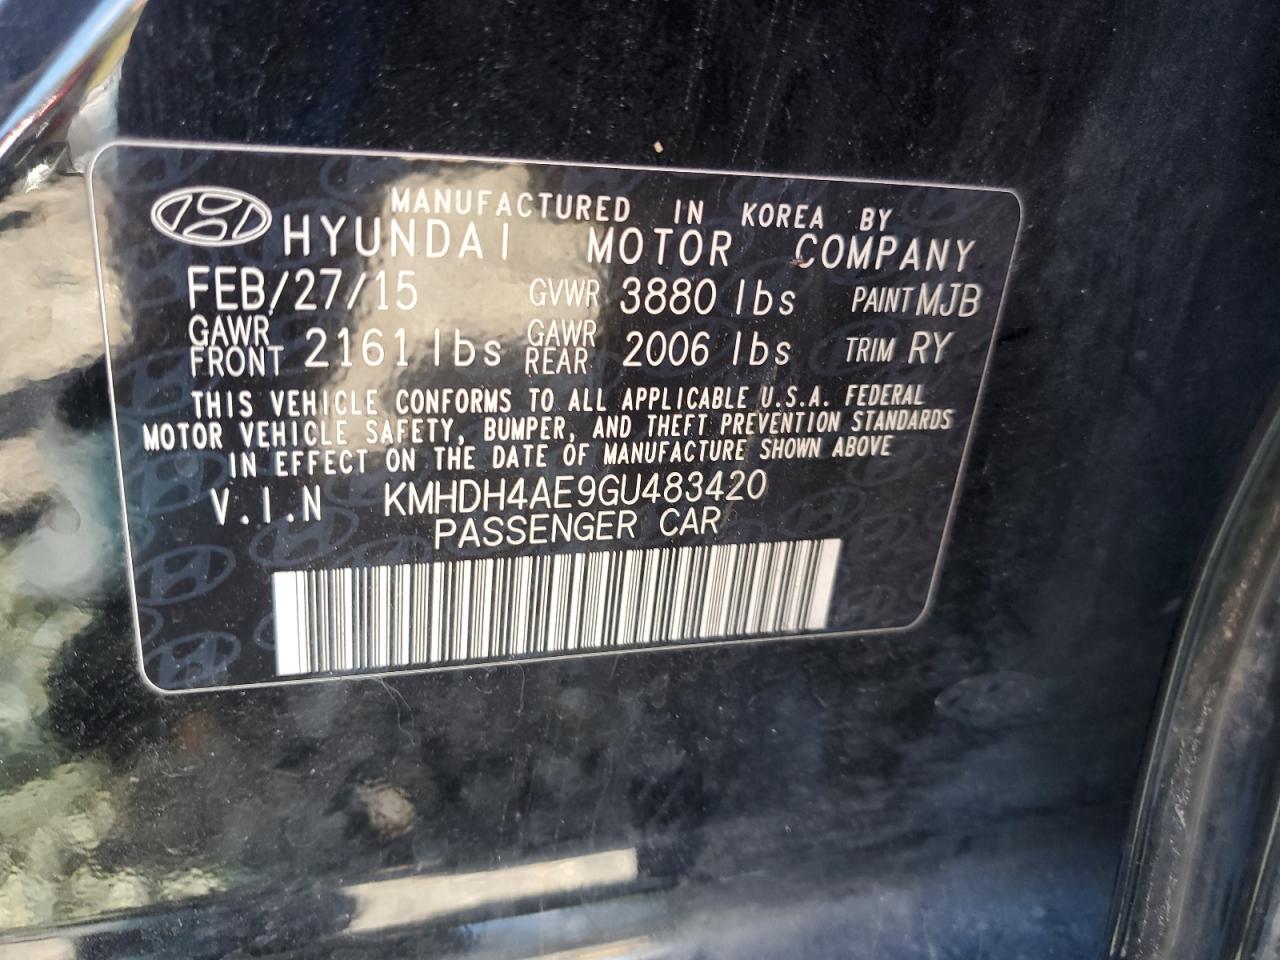 MANUFACTURED IN KOREA BY
HYUNDAI MOTOR COMPANY
FEB/27/15 GVWR 3880 lbs PAINT MJB
GAWR FRONT 2161 lbs GAWR REAR 2006 lbs TRIM RY
THIS VEHICLE CONFORMS TO ALL APPLICABLE U.S.A. FEDERAL
MOTOR VEHICLE SAFETY, BUMPER, AND THEFT PREVENTION STANDARDS
IN EFFECT ON THE DATE OF MANUFACTURE SHOWN ABOVE
V.I.N KMHDH4AE9GU483420
PASSENGER CAR